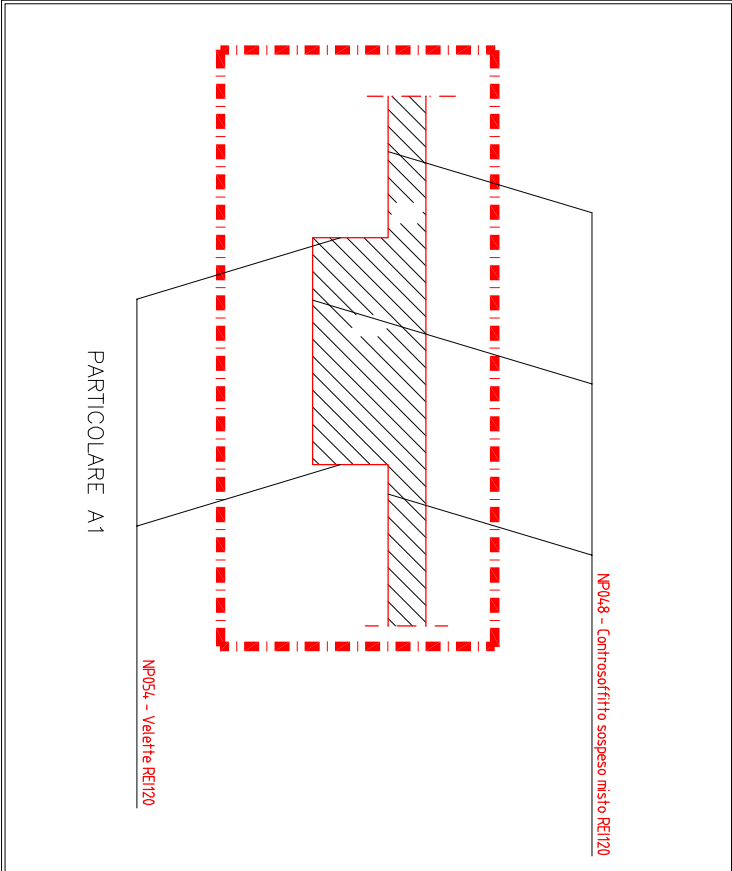 NP048 - Controsoffitto sospeso misto REI120
NP054 - Velette REI120
PARTICOLARE A1